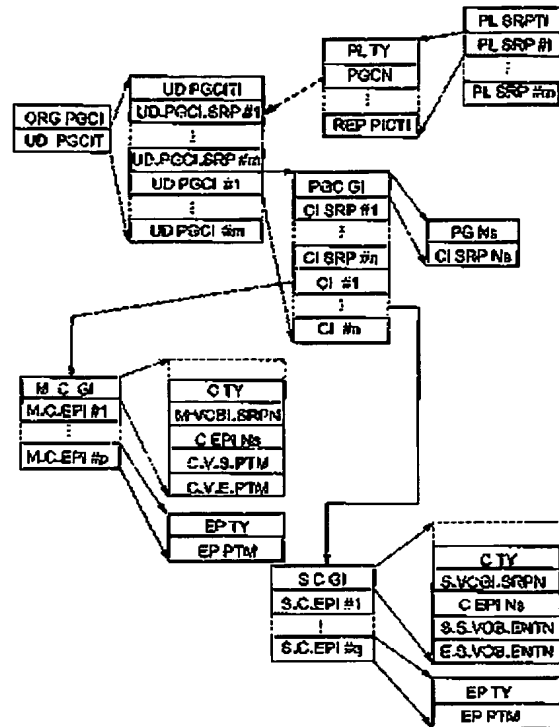 PL SRPTI
PL SRP #1
PL SRP #m
PL TY
PGCN
REP PICTI
UD PGCITI
UD.PGCI.SRP #1
UD.PGCI.SRP #m
UD PGCI #1
UD PGCI #m
ORG PGCI
UD PGCIT
PGC GI
CI SRP #1
CI SRP #n
CI #1
CI #n
PG Ns
CI SRP Ns
M C GI
M.C.EPI #1
M.C.EPI #p
C TY
M-VOBI.SRPN
C EPI Ns
C.V.S.PTM
C.V.E.PTM
EP TY
EP PTM
S C GI
S.C.EPI #1
S.C.EPI #q
C TY
S.VOGI.SRPN
C EPI Ns
S.S.VOB.ENTN
E.S.VOB.ENTN
EP TY
EP PTM